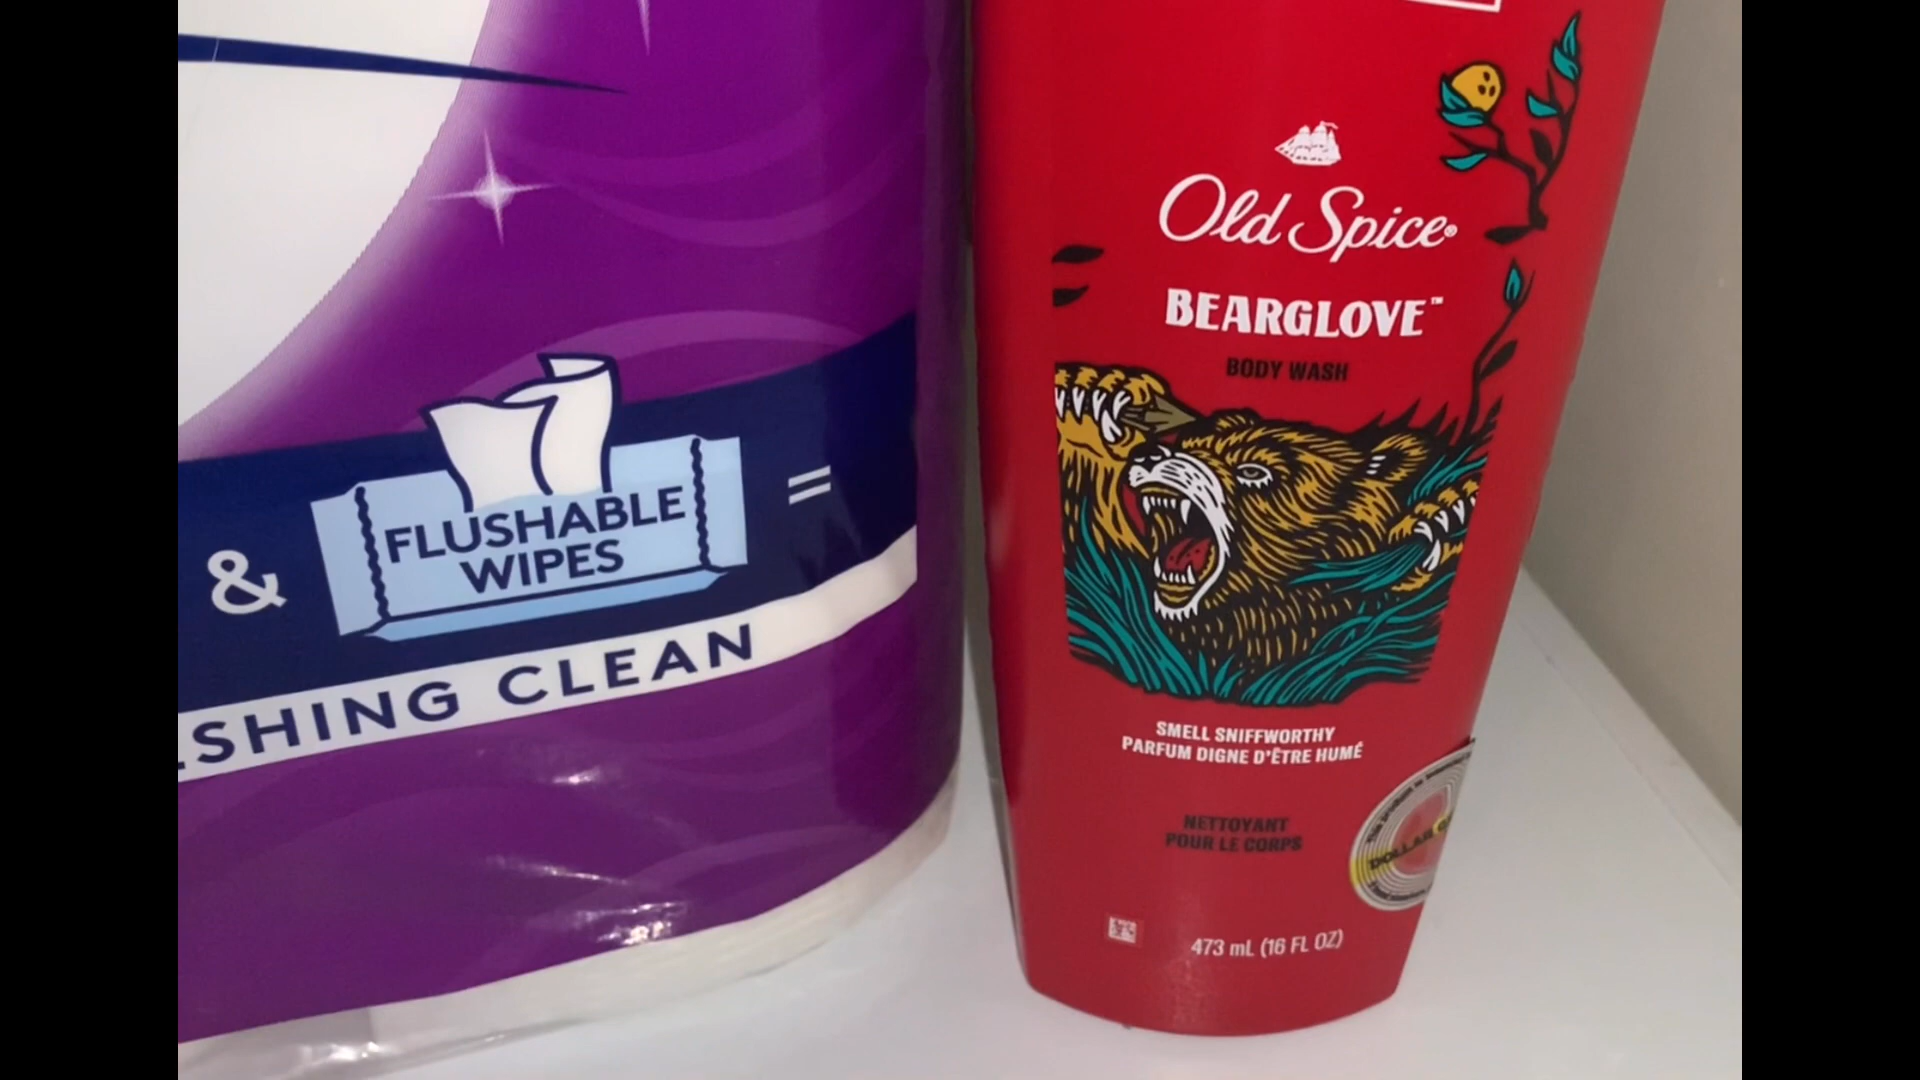 &
FLUSHABLE
WIPES
=
SHING CLEAN
Old Spice®
BEARGLOVE™
BODY WASH
SMELL SNIFFWORTHY
PARFUM DIGNE D'ÊTRE HUMÉ
NETTOYANT
POUR LE CORPS
DOLLAR
473 mL (16 FL OZ)